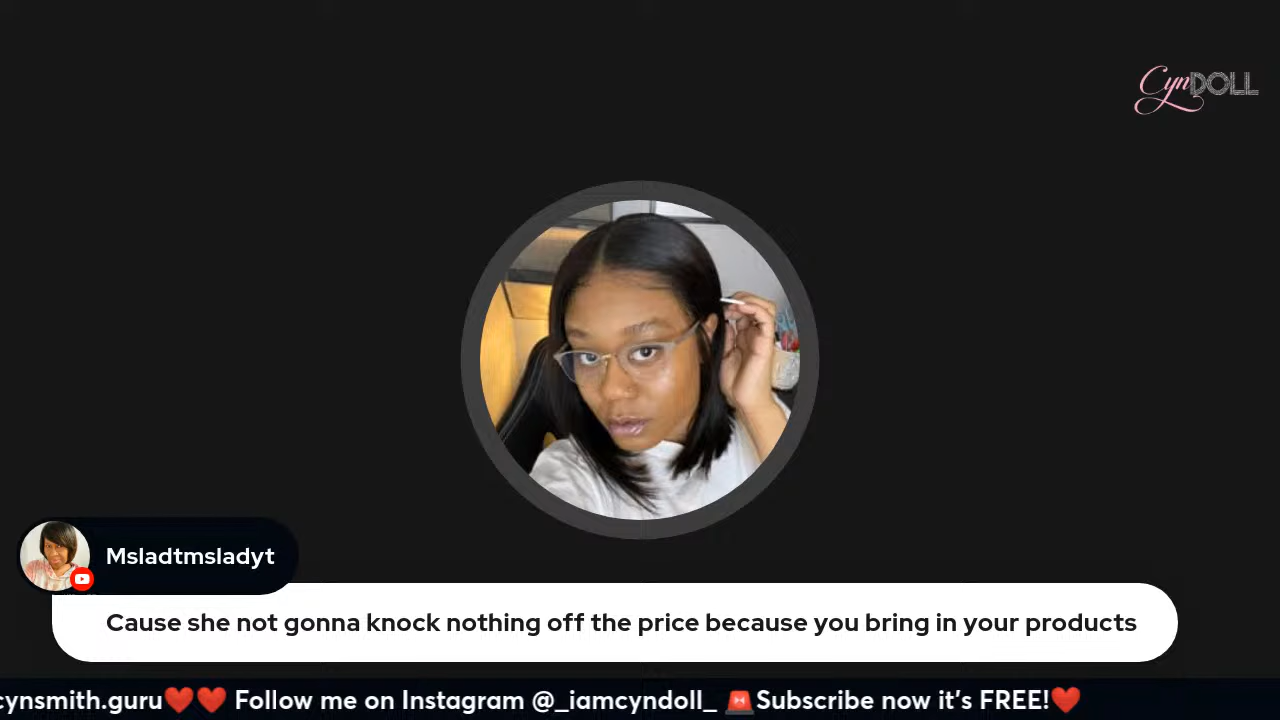 CynDOLL
Msladtmsladyt
Cause she not gonna knock nothing off the price because you bring in your products
cynsmith.guru❤️❤️ Follow me on Instagram @_iamcyndoll_ 🚨Subscribe now it's FREE!❤️